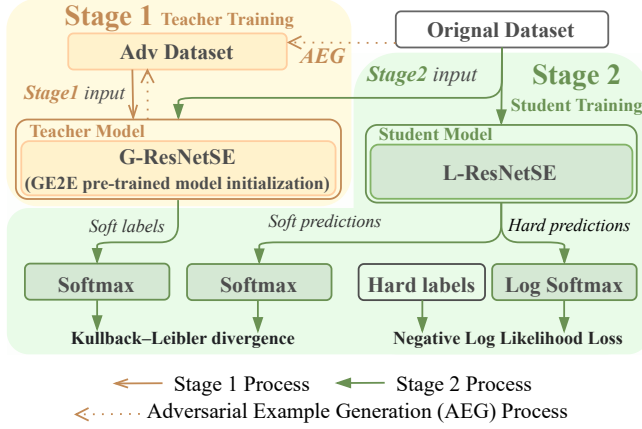 Stage 1
Teacher Training
Adv Dataset
AEG
Orignal Dataset
Stage1 input
Stage2 input
Stage 2
Student Training
Teacher Model
G-ResNetSE
(GE2E pre-trained model initialization)
Student Model
L-ResNetSE
Soft labels
Soft predictions
Hard predictions
Softmax
Softmax
Hard labels
Log Softmax
Kullback–Leibler divergence
Negative Log Likelihood Loss
Stage 1 Process
Stage 2 Process
Adversarial Example Generation (AEG) Process